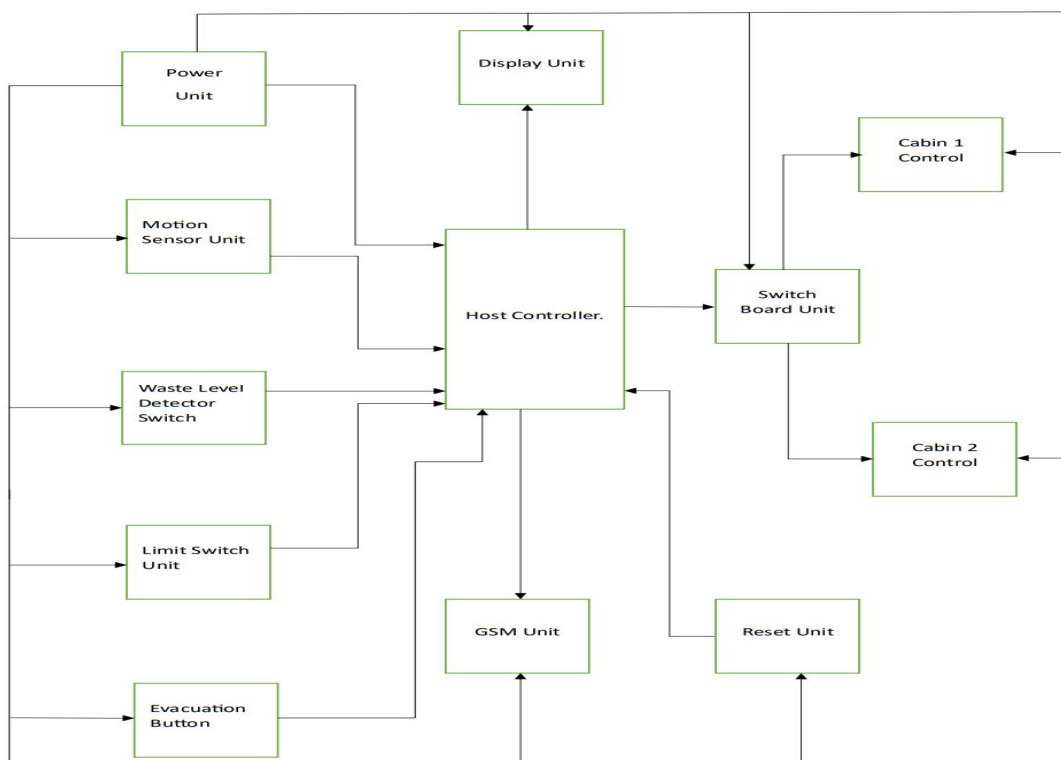 Power
Unit
Display Unit
Cabin 1
Control
Motion
Sensor Unit
Host Controller.
Switch
Board Unit
Waste Level
Detector
Switch
Cabin 2
Control
Limit Switch
Unit
GSM Unit
Reset Unit
Evacuation
Button